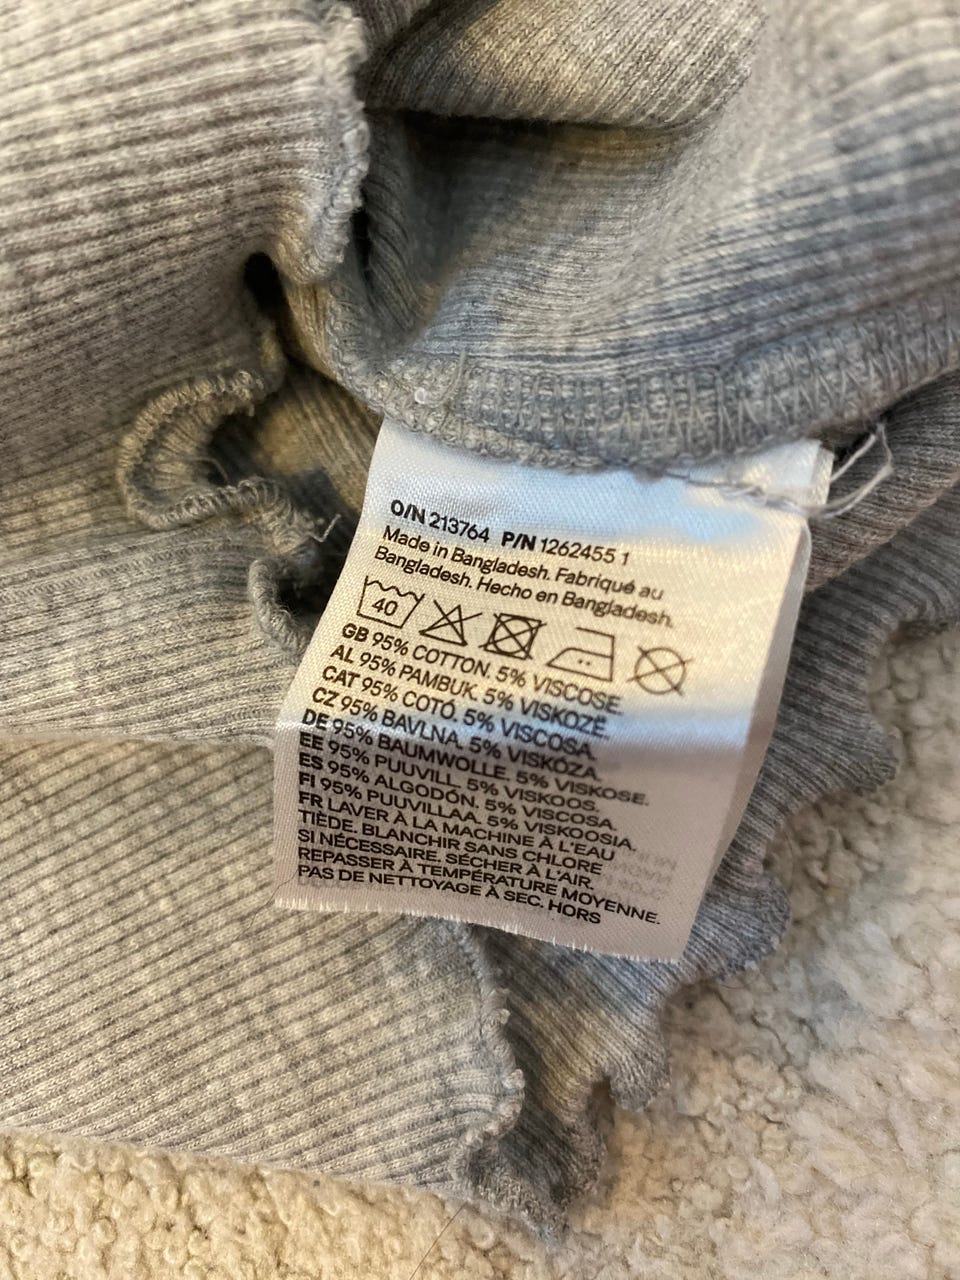 O/N 213764 P/N 1262455 1
Made in Bangladesh. Fabriqué au
Bangladesh. Hecho en Bangladesh.
40
GB 95% COTTON. 5% VISCOSE.
AL 95% PAMBUK. 5% VISKOZË.
CAT 95% COTÓ. 5% VISCOSA.
CZ 95% BAVLNA. 5% VISKÓZA.
DE 95% BAUMWOLLE. 5% VISKOSE.
EE 95% PUUVILL. 5% VISKOOS.
ES 95% ALGODÓN. 5% VISCOSA.
FI 95% PUUVILLAA. 5% VISKOOSIA.
FR LAVER À LA MACHINE À L'EAU
TIÈDE. BLANCHIR SANS CHLORE
SI NÉCESSAIRE. SÉCHER À L'AIR.
REPASSER À TEMPÉRATURE MOYENNE.
PAS DE NETTOYAGE À SEC. HORS